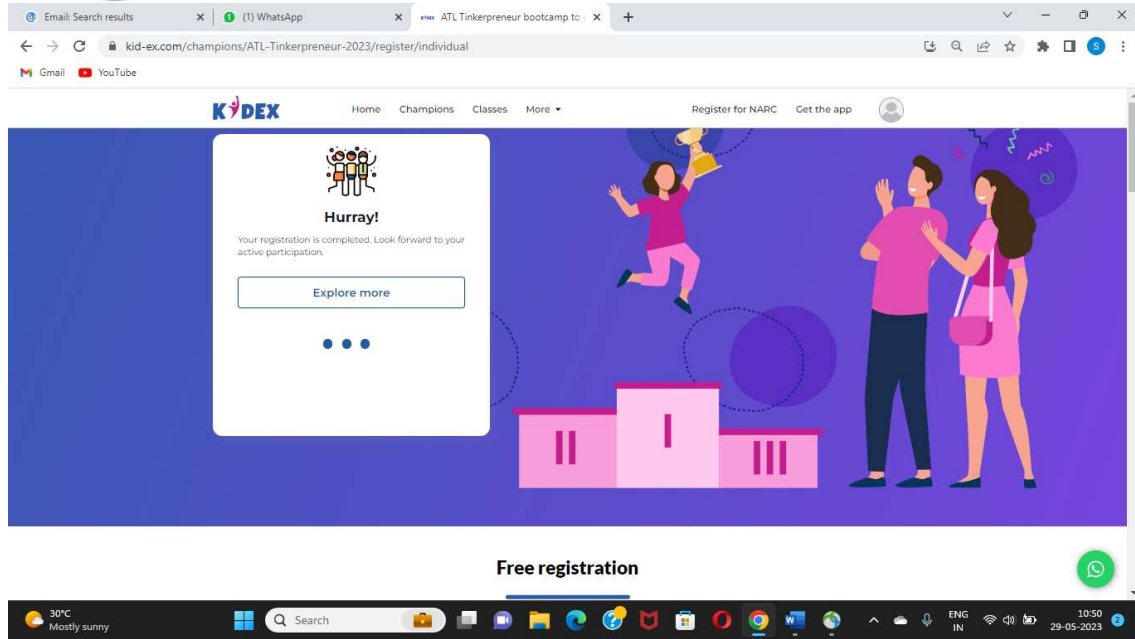 Email: Search results
(1) WhatsApp
ATL Tinkerpreneur bootcamp to
kid-ex.com/champions/ATL-Tinkerpreneur-2023/register/individual
S
Gmail
YouTube
KIDEX
Home
Champions
Classes
More
Register for NARC
Get the app
Hurray!
Your registration is completed. Look forward to your
active participation.
Explore more
II
I
III
Free registration
30°C
Mostly sunny
Search
ENG
IN
10:50
29-05-2023
2